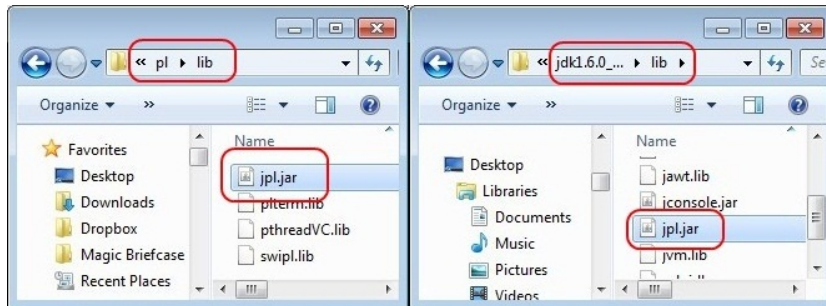 « pl ▸ lib
Organize ▾ »
Favorites
Desktop
Downloads
Dropbox
Magic Briefcase
Recent Places
Name
jpl.jar
plterm.lib
pthreadVC.lib
swipl.lib
« jdk1.6.0_... ▸ lib ▸
Se
Organize ▾ »
Desktop
Libraries
Documents
Music
Pictures
Videos
Name
jawt.lib
jconsole.jar
jpl.jar
jvm.lib